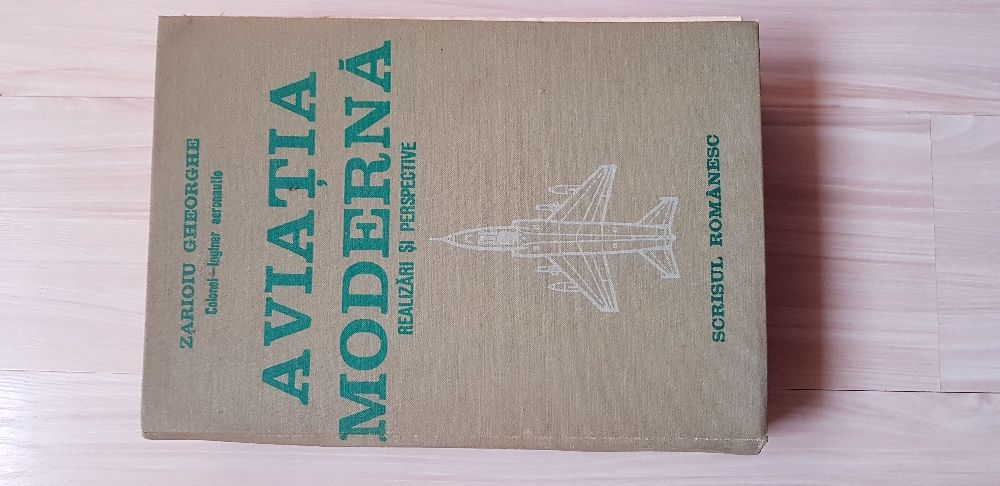 ZARIOIU GHEORGHE
Colonel-inginer aeronautic
AVIAȚIA
MODERNĂ
REALIZĂRI ȘI PERSPECTIVE
SCRISUL ROMÂNESC